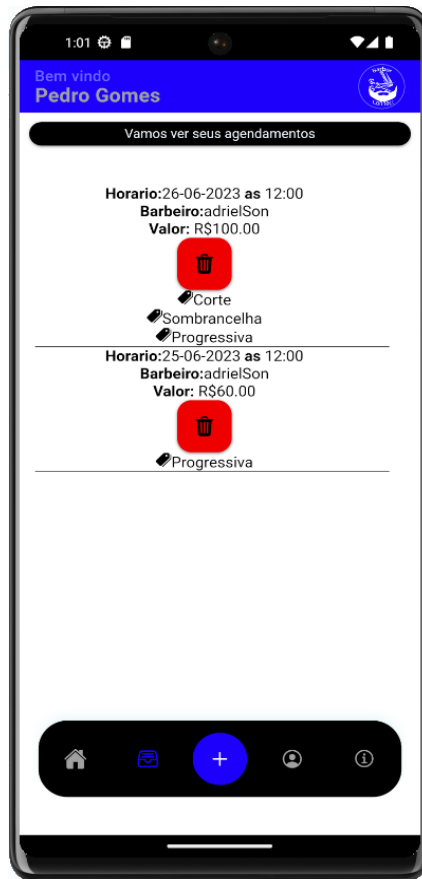 1:01
Bem vindo
Pedro Gomes
Vamos ver seus agendamentos
Horario:26-06-2023 as 12:00
Barbeiro:adrielSon
Valor: R$100.00
Corte
Sombrancelha
Progressiva
Horario:25-06-2023 as 12:00
Barbeiro:adrielSon
Valor: R$60.00
Progressiva